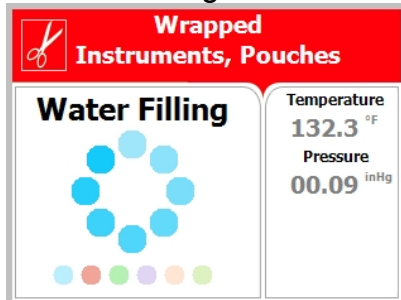 Wrapped
Instruments, Pouches
Water Filling
Temperature
132.3 °F
Pressure
00.09 inHg